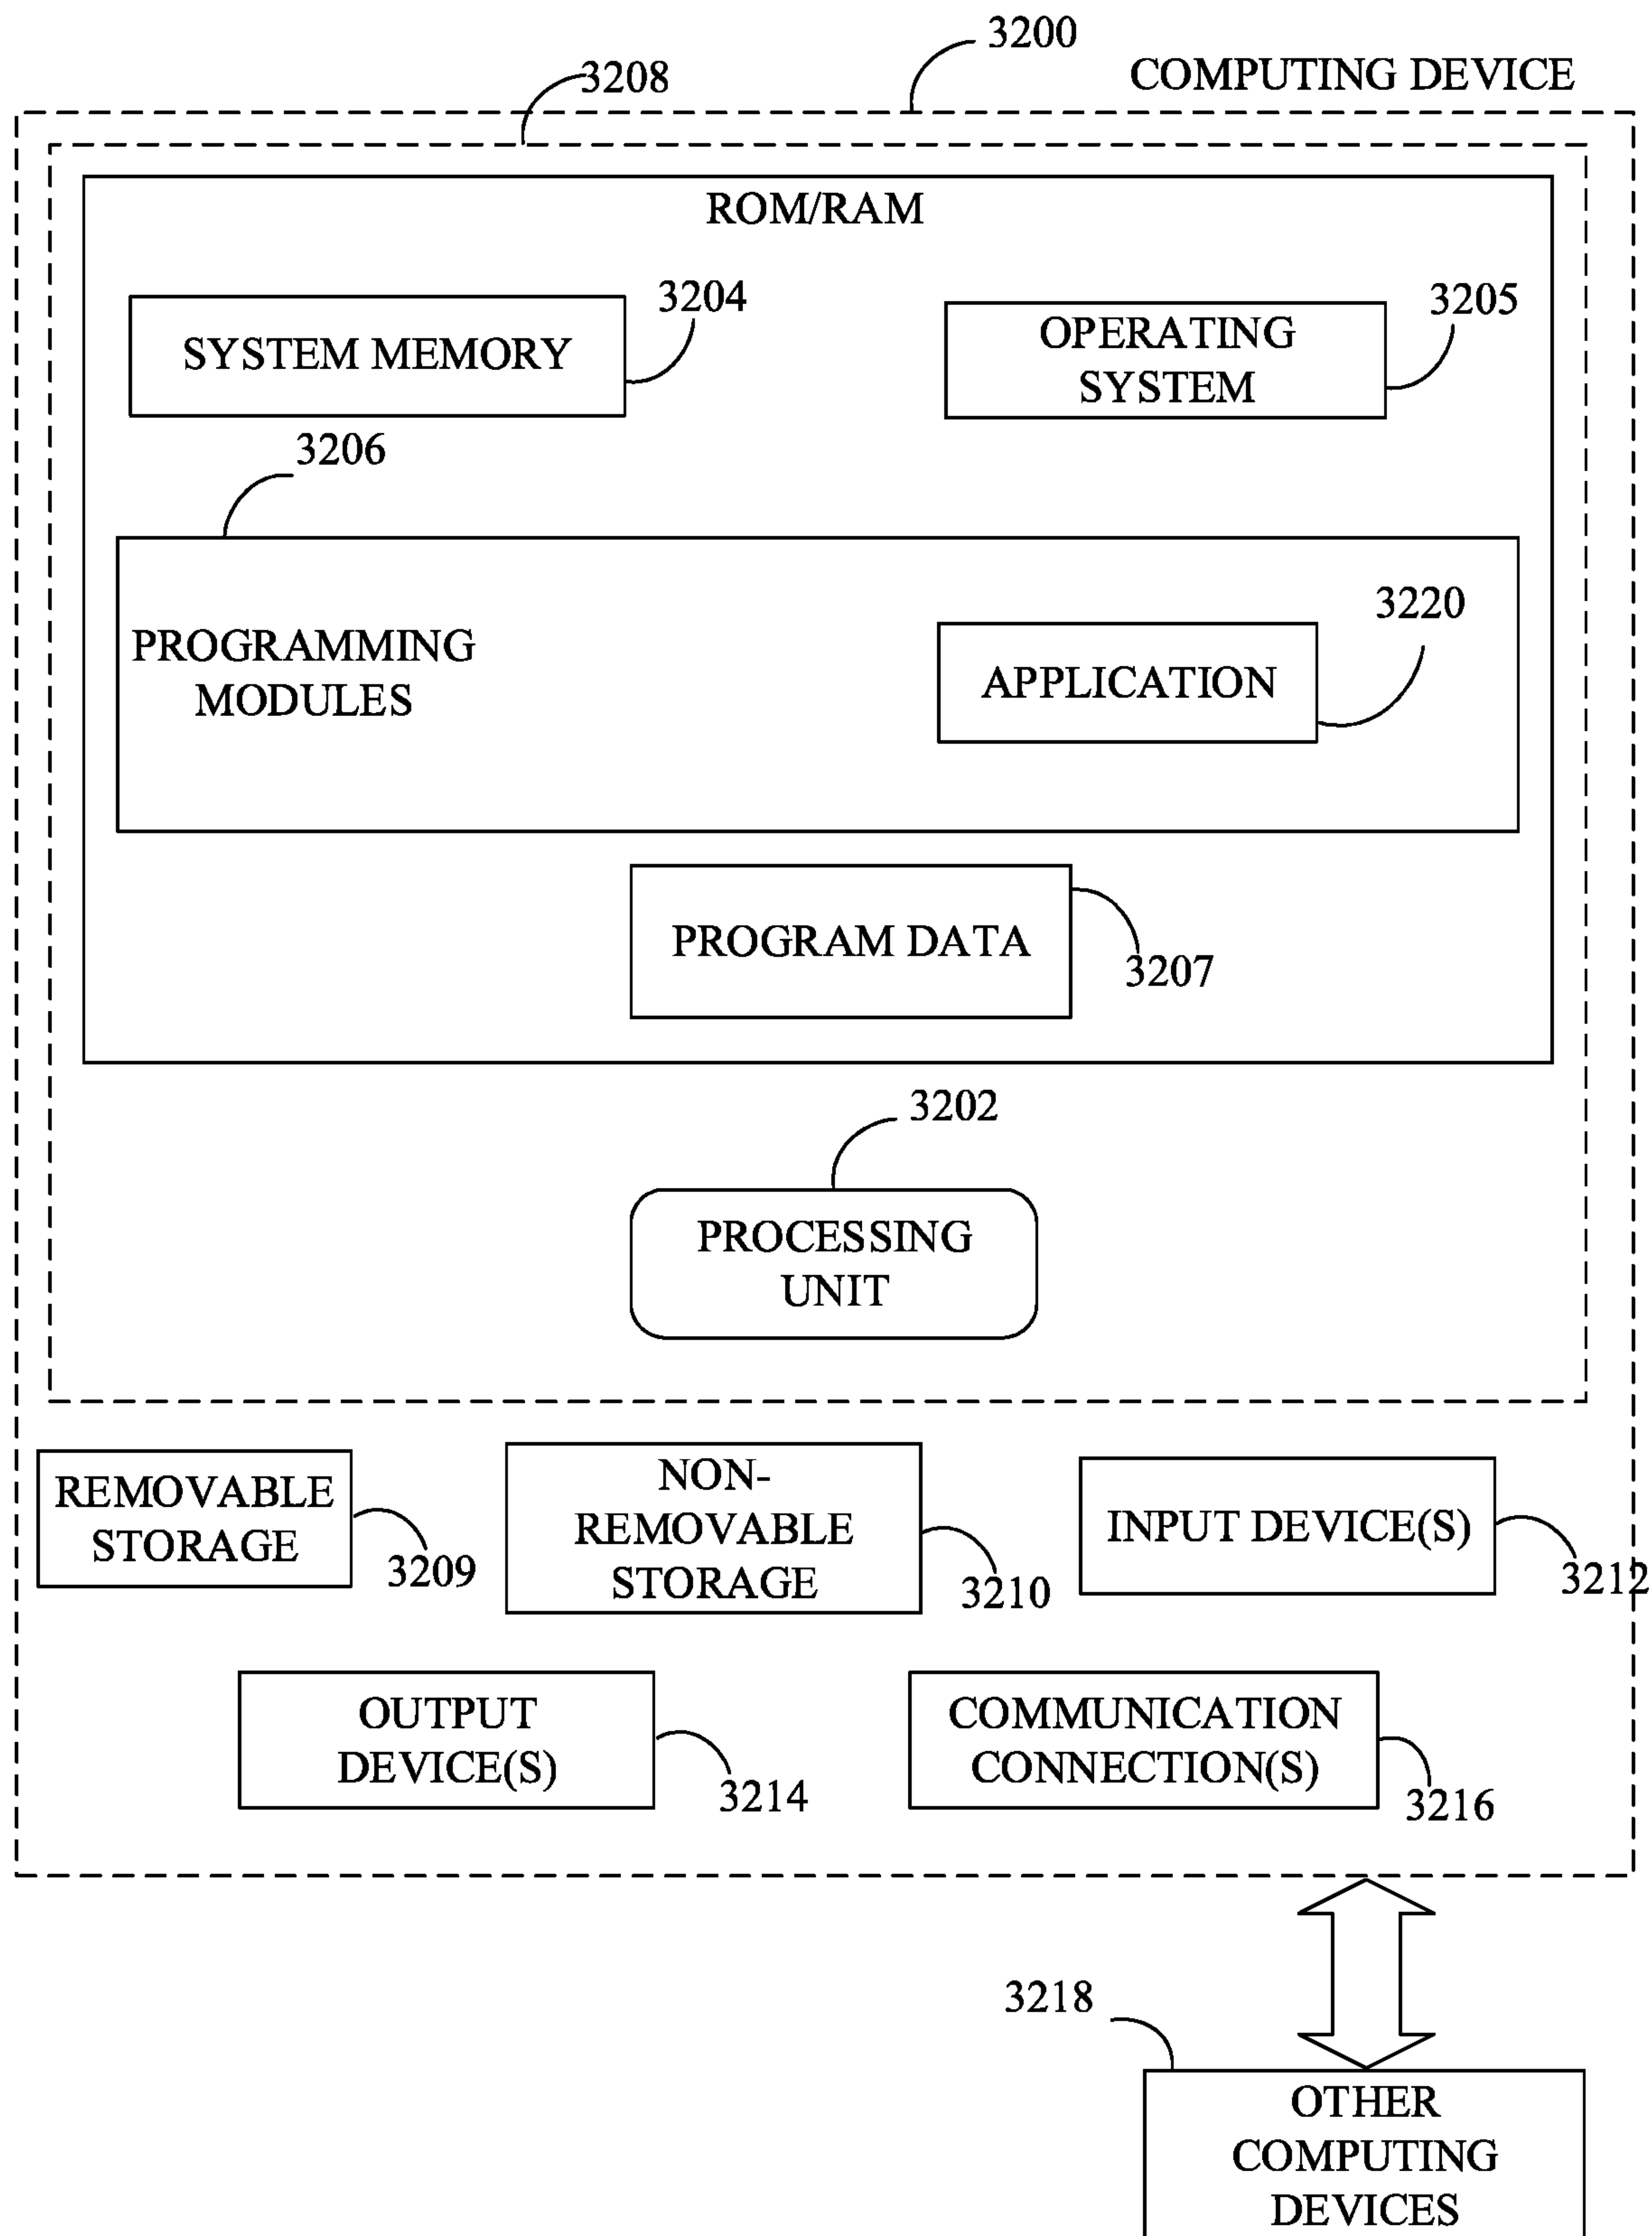 3200
3208
COMPUTING DEVICE
ROM/RAM
SYSTEM MEMORY
3204
OPERATING
SYSTEM
3205
3206
PROGRAMMING
MODULES
APPLICATION
3220
PROGRAM DATA
3207
3202
PROCESSING
UNIT
REMOVABLE
STORAGE
3209
NON-
REMOVABLE
STORAGE
3210
INPUT DEVICE(S)
3212
OUTPUT
DEVICE(S)
3214
COMMUNICATION
CONNECTION(S)
3216
3218
OTHER
COMPUTING
DEVICES